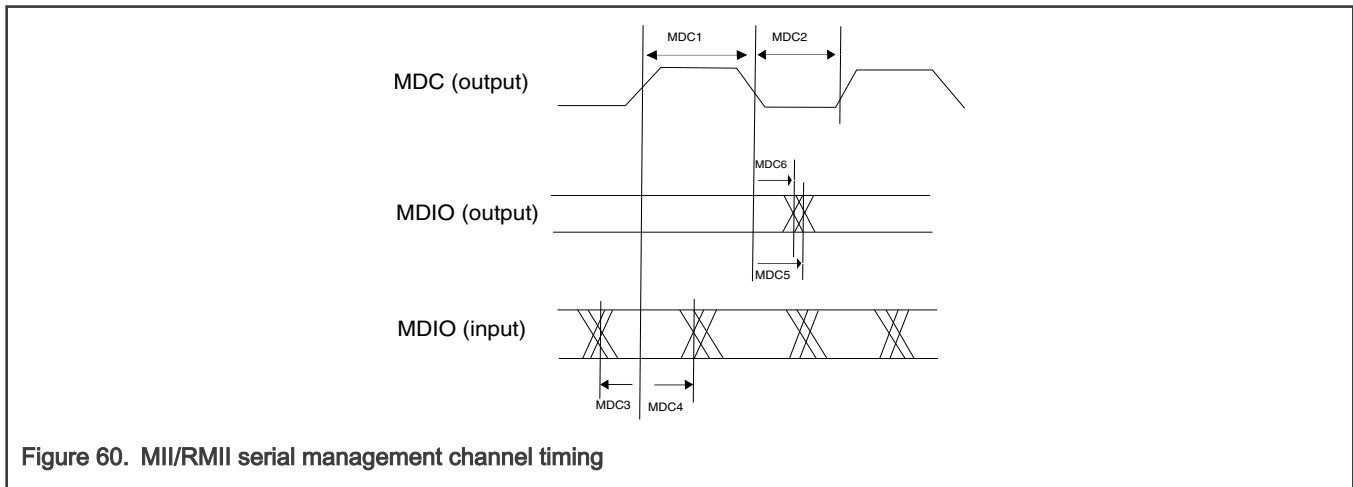 MDC1
MDC2
MDC (output)
MDC6
MDIO (output)
MDC5
MDIO (input)
MDC3
MDC4
Figure 60. MII/RMII serial management channel timing